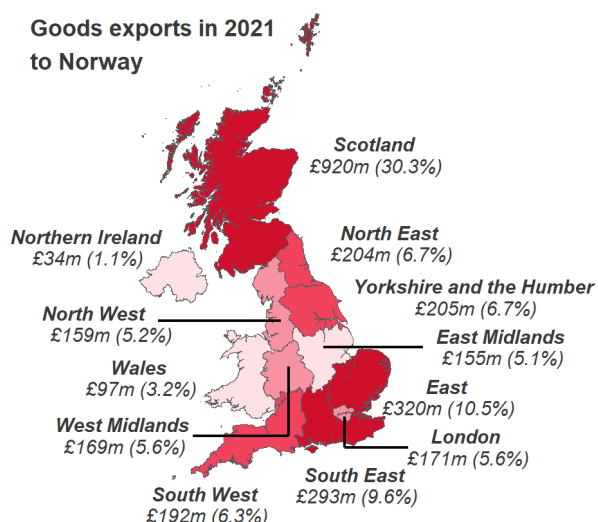 Goods exports in 2021
to Norway
Scotland
£920m (30.3%)
Northern Ireland
£34m (1.1%)
North East
£204m (6.7%)
Yorkshire and the Humber
£205m (6.7%)
North West
£159m (5.2%)
East Midlands
£155m (5.1%)
Wales
£97m (3.2%)
East
£320m (10.5%)
West Midlands
£169m (5.6%)
London
£171m (5.6%)
South East
£293m (9.6%)
South West
£192m (6.3%)